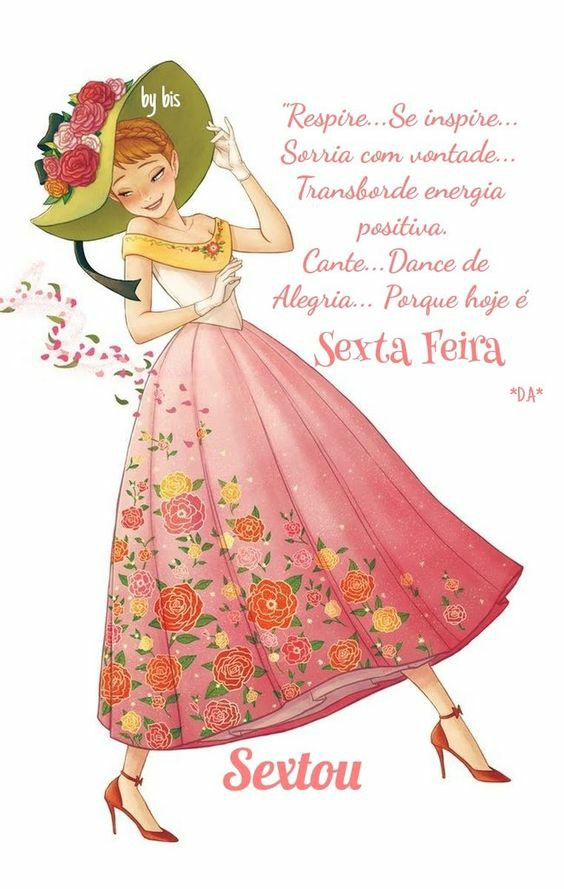 by bis
"Respire...Se inspire...
Sorria com vontade...
Transborde energia
positiva.
Cante...Dance de
Alegria... Porque hoje é
Sexta Feira
*DA*
Sextou